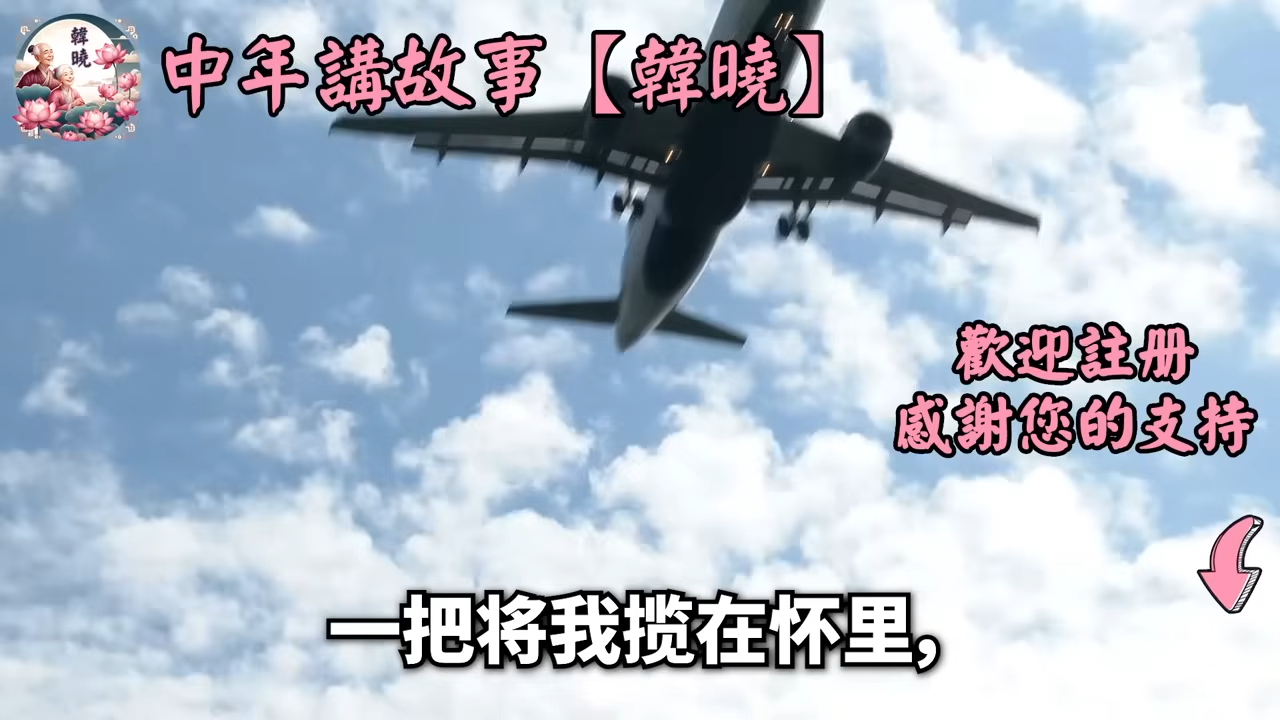 韓
曉
中年講故事【韓曉】
歡迎註册
感謝您的支持
一把将我揽在怀里,